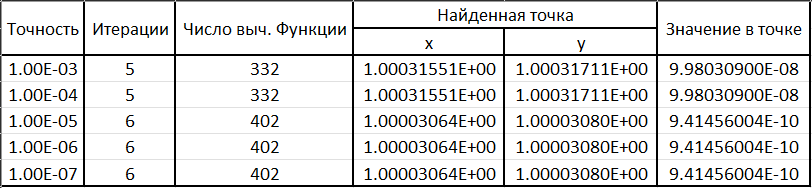 Точность Итерации Число выч. Функции Найденная точка Значение в точке
x y
1.00E-03 5 332 1.00031551E+00 1.00031711E+00 9.98030900E-08
1.00E-04 5 332 1.00031551E+00 1.00031711E+00 9.98030900E-08
1.00E-05 6 402 1.00003064E+00 1.00003080E+00 9.41456004E-10
1.00E-06 6 402 1.00003064E+00 1.00003080E+00 9.41456004E-10
1.00E-07 6 402 1.00003064E+00 1.00003080E+00 9.41456004E-10